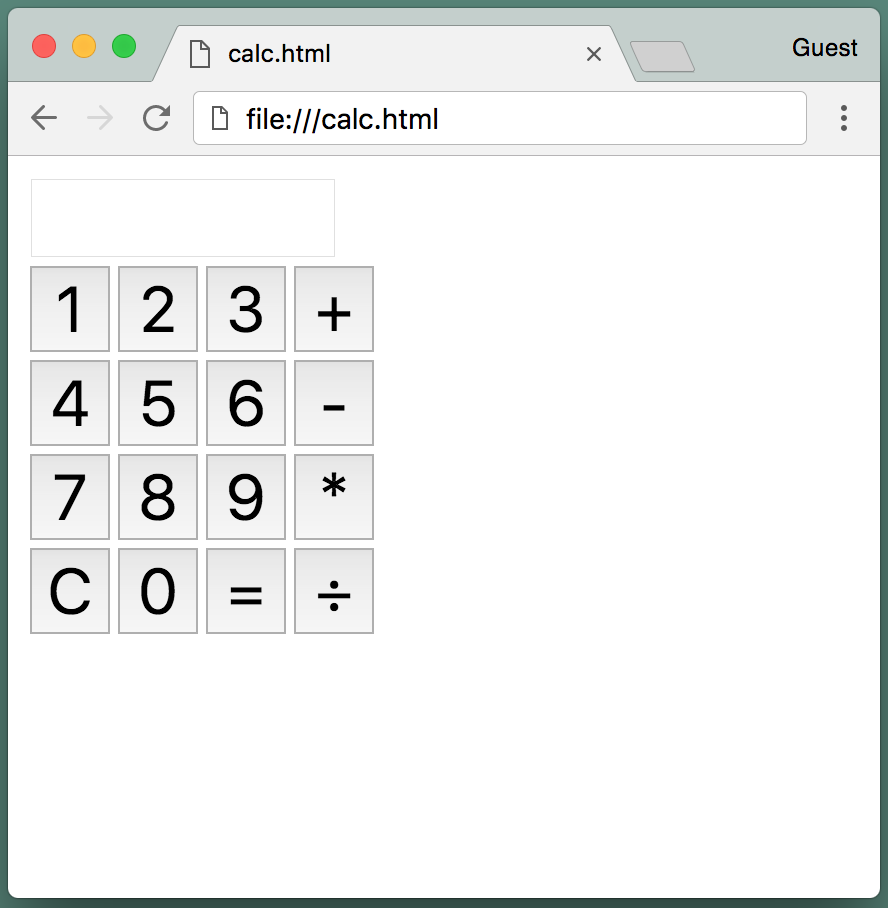 calc.html
Guest
file:///calc.html
1 2 3 +
4 5 6 -
7 8 9 *
C 0 = ÷